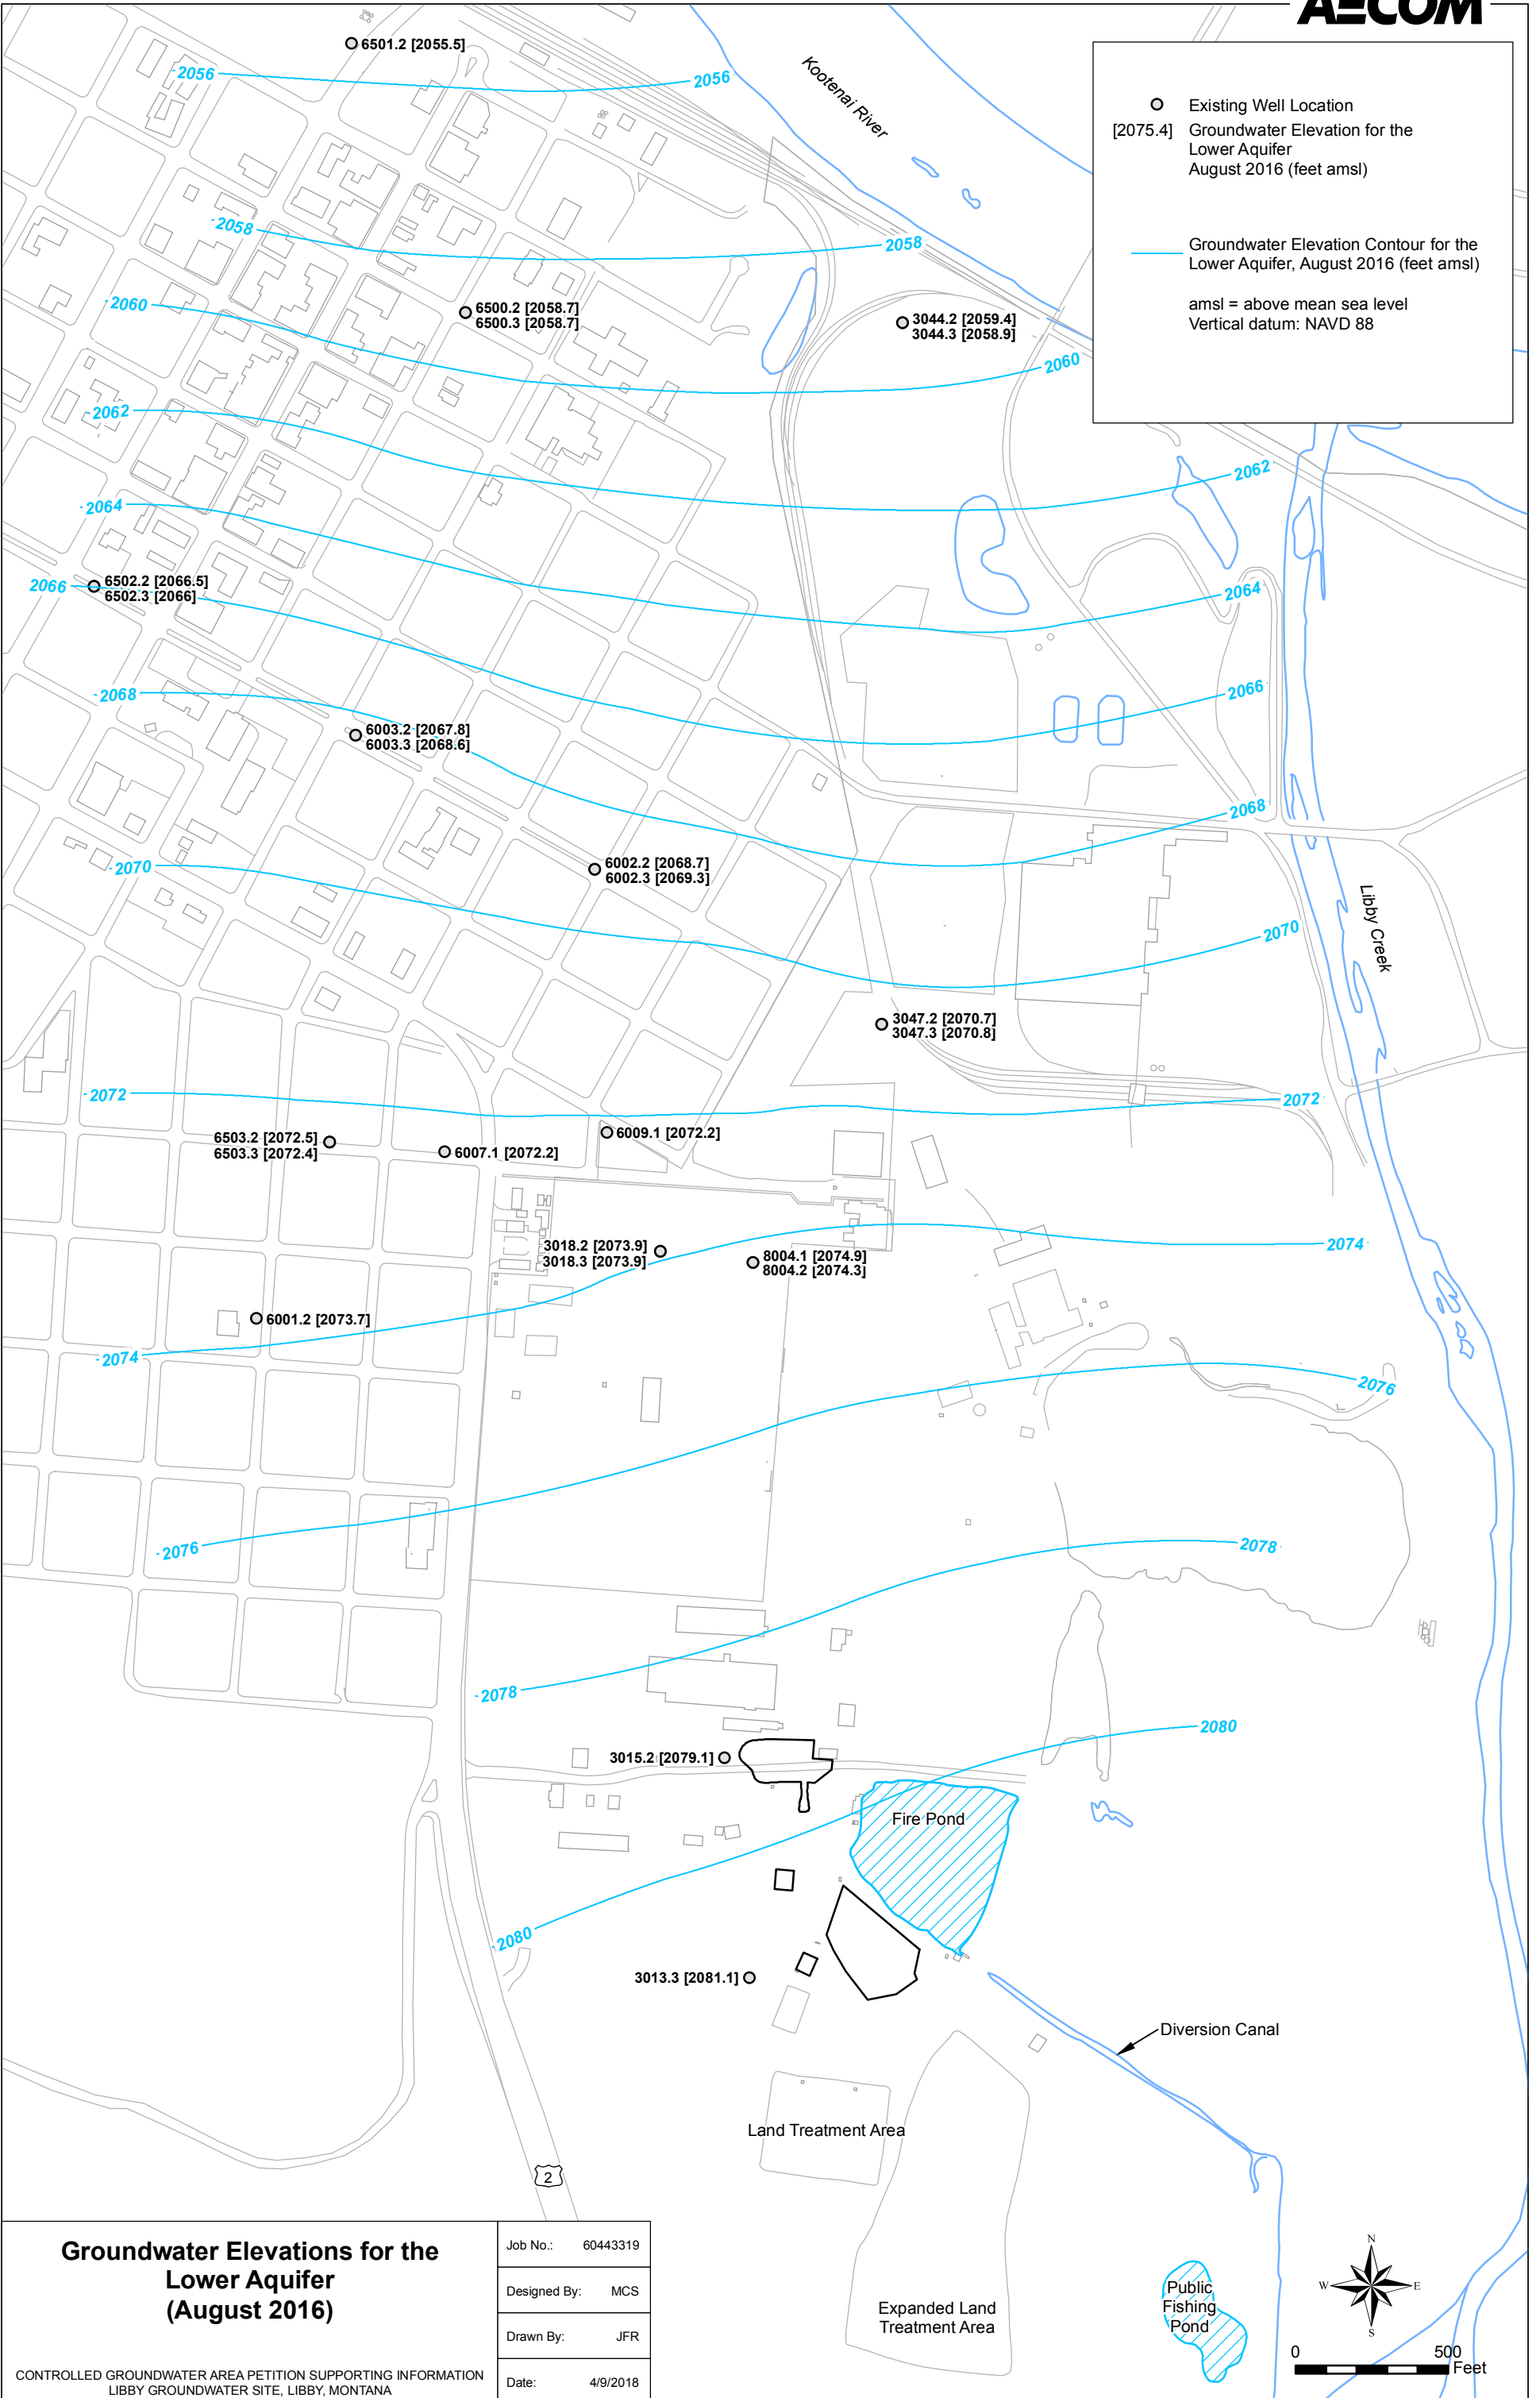 AECOM
Existing Well Location
[2075.4] Groundwater Elevation for the
Lower Aquifer
August 2016 (feet amsl)
Groundwater Elevation Contour for the
Lower Aquifer, August 2016 (feet amsl)
amsl = above mean sea level
Vertical datum: NAVD 88
6501.2 [2055.5]
2056
2056
Kootenai River
2058
2058
2060
6500.2 [2058.7]
6500.3 [2058.7]
3044.2 [2059.4]
3044.3 [2058.9]
2060
2062
2062
2064
2064
2066
6502.2 [2066.5]
6502.3 [2066]
2066
2068
6003.2 [2067.8]
6003.3 [2068.6]
2068
2070
6002.2 [2068.7]
6002.3 [2069.3]
2070
Libby Creek
3047.2 [2070.7]
3047.3 [2070.8]
2072
2072
6503.2 [2072.5]
6503.3 [2072.4]
6007.1 [2072.2]
6009.1 [2072.2]
3018.2 [2073.9]
3018.3 [2073.9]
8004.1 [2074.9]
8004.2 [2074.3]
2074
6001.2 [2073.7]
2074
2076
2076
2078
2078
2080
3015.2 [2079.1]
Fire Pond
2080
3013.3 [2081.1]
Diversion Canal
Land Treatment Area
2
Expanded Land
Treatment Area
Public
Fishing
Pond
N
W
E
S
0 500
Feet
Groundwater Elevations for the
Lower Aquifer
(August 2016)
CONTROLLED GROUNDWATER AREA PETITION SUPPORTING INFORMATION
LIBBY GROUNDWATER SITE, LIBBY, MONTANA
Job No.: 60443319
Designed By: MCS
Drawn By: JFR
Date: 4/9/2018